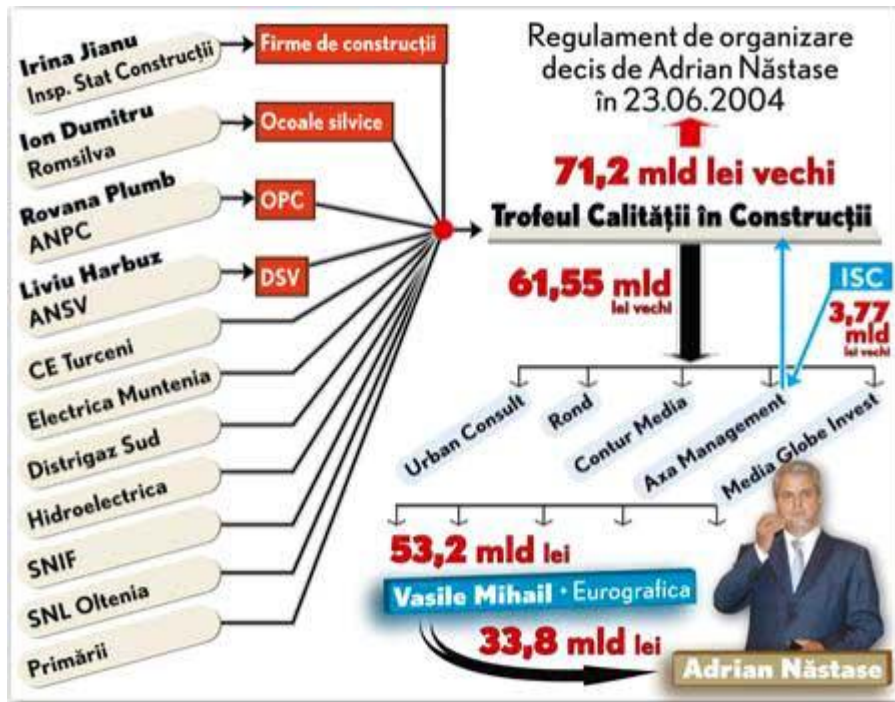 Irina Jianu
Insp. Stat Construcții
Firme de construcții
Ion Dumitru
Romsilva
Ocoale silvice
Rovana Plumb
ANPC
OPC
Liviu Harbuz
ANSV
DSV
CE Turceni
Electrica Muntenia
Distrigaz Sud
Hidroelectrica
SNIF
SNL Oltenia
Primării
Regulament de organizare
decis de Adrian Năstase
în 23.06.2004
71,2 mld lei vechi
Trofeul Calității în Construcții
61,55 mld
lei vechi
ISC
3,77
mld
lei vechi
Urban Consult
Rond
Contur Media
Axa Management
Media Globe Invest
53,2 mld lei
Vasile Mihail • Eurografica
33,8 mld lei
Adrian Năstase